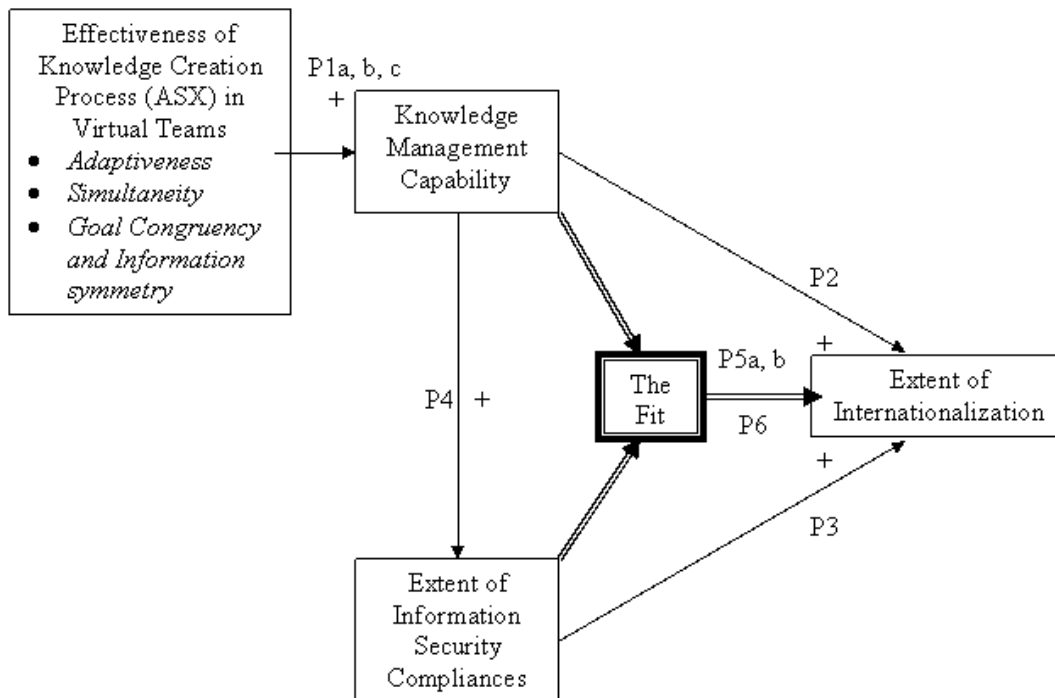 Effectiveness of
Knowledge Creation
Process (ASX) in
Virtual Teams
• Adaptiveness
• Simultaneity
• Goal Congruency
and Information
symmetry
P1a, b, c
+
Knowledge
Management
Capability
P2
+
P4 +
The
Fit
P5a, b
P6
Extent of
Internationalization
+
P3
Extent of
Information
Security
Compliances